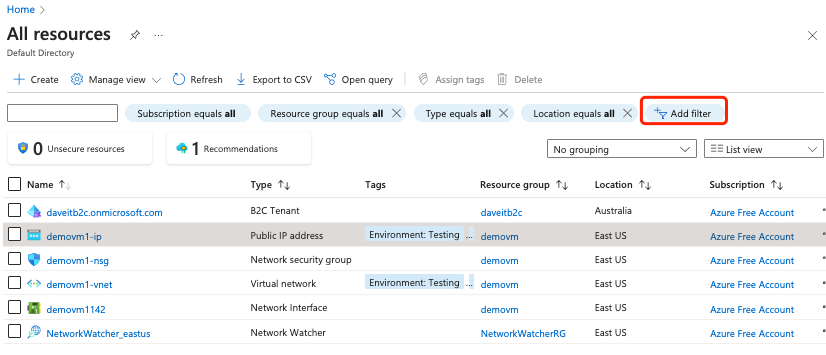 Home >
All resources ...
Default Directory
+ Create Manage view Refresh Export to CSV Open query Assign tags Delete
Subscription equals all Resource group equals all × Type equals all × Location equals all × Add filter
0 Unsecure resources 1 Recommendations No grouping List view
Name ↑↓ Type ↑↓ Tags Resource group ↑↓ Location ↑↓ Subscription ↑↓
daveitb2c.onmicrosoft.com B2C Tenant daveitb2c Australia Azure Free Account
demovm1-ip Public IP address Environment: Testing ... demovm East US Azure Free Account
demovm1-nsg Network security group demovm East US Azure Free Account
demovm1-vnet Virtual network Environment: Testing ... demovm East US Azure Free Account
demovm1142 Network Interface demovm East US Azure Free Account
NetworkWatcher_eastus Network Watcher NetworkWatcherRG East US Azure Free Account